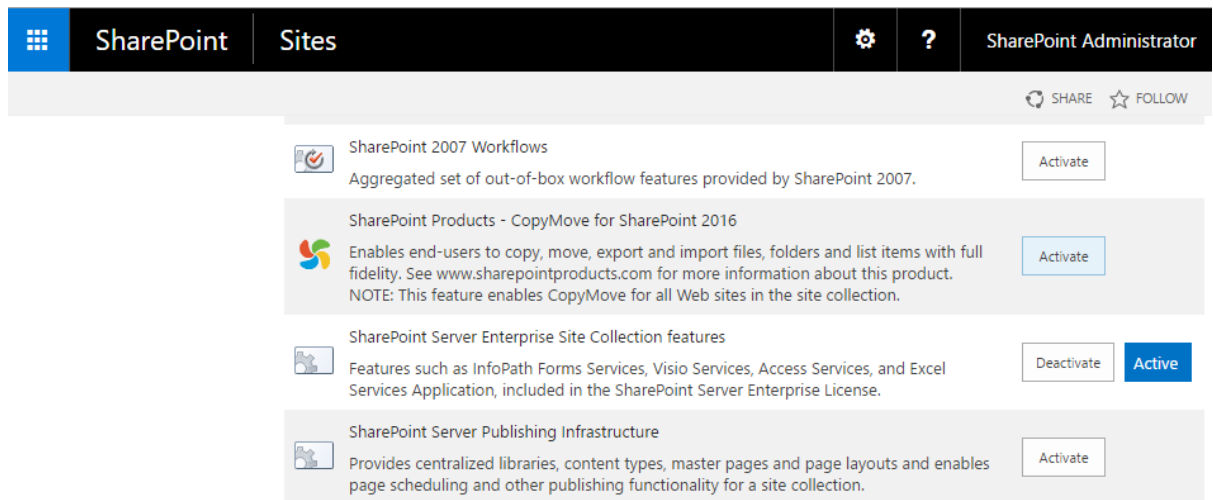 SharePoint Sites ? SharePoint Administrator
SHARE FOLLOW
SharePoint 2007 Workflows
Aggregated set of out-of-box workflow features provided by SharePoint 2007.
Activate
SharePoint Products - CopyMove for SharePoint 2016
Enables end-users to copy, move, export and import files, folders and list items with full
fidelity. See www.sharepointproducts.com for more information about this product.
NOTE: This feature enables CopyMove for all Web sites in the site collection.
Activate
SharePoint Server Enterprise Site Collection features
Features such as InfoPath Forms Services, Visio Services, Access Services, and Excel
Services Application, included in the SharePoint Server Enterprise License.
Deactivate Active
SharePoint Server Publishing Infrastructure
Provides centralized libraries, content types, master pages and page layouts and enables
page scheduling and other publishing functionality for a site collection.
Activate